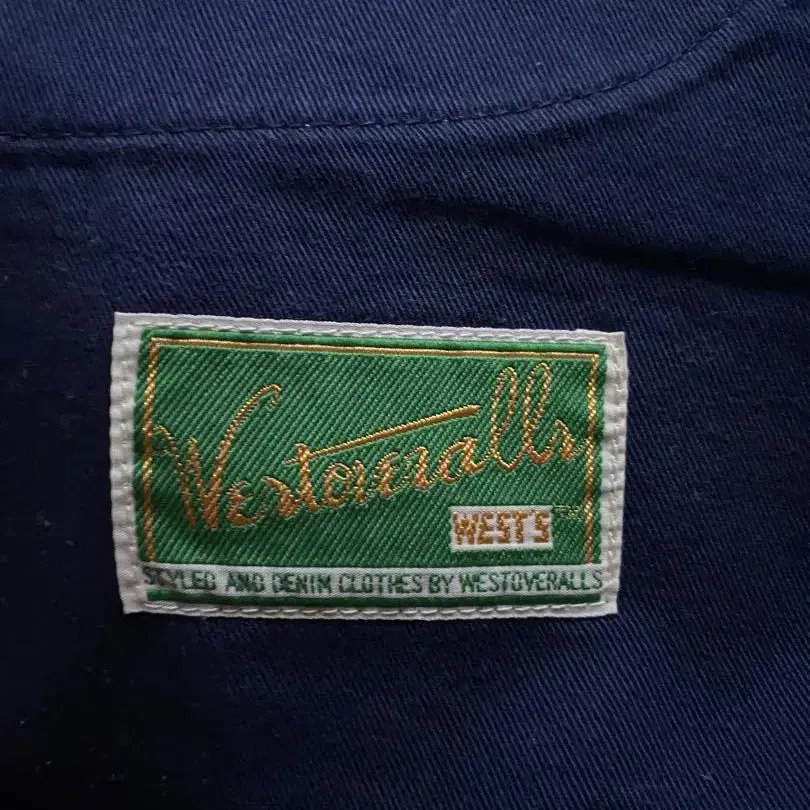 Westoveralls
WEST'S
STYLED AND DENIM CLOTHES BY WESTOVERALLS